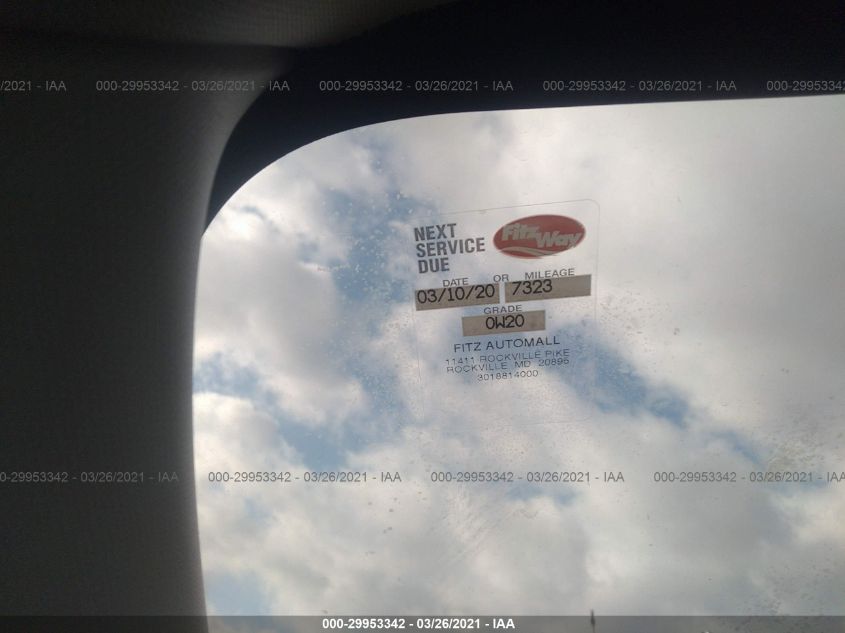 /2021 - IAA 000-29953342 - 03/26/2021 - IAA 000-29953342 - 03/26/2021 - IAA 000-29953342 - 03/26/2021 - IAA 000-29953342 - 03/
NEXT
SERVICE
DUE
FitzWay
DATE OR MILEAGE
03/10/20 7323
GRADE
0W20
FITZ AUTOMALL
11411 ROCKVILLE PIKE
ROCKVILLE MD 20895
3018814000
00-29953342 - 03/26/2021 - IAA 000-29953342 - 03/26/2021 - IAA 000-29953342 - 03/26/2021 - IAA 000-29953342 - 03/26/2021 - IAA
000-29953342 - 03/26/2021 - IAA